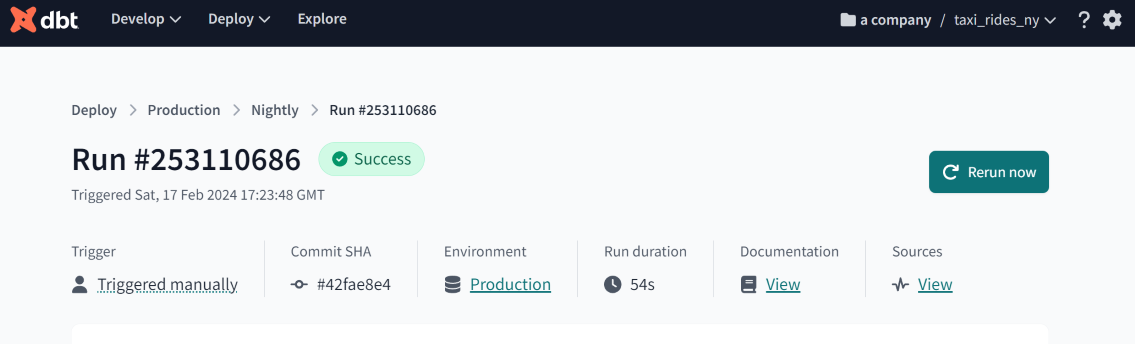 dbt Develop Deploy Explore a company / taxi_rides_ny ?
Deploy > Production > Nightly > Run #253110686
Run #253110686 Success
Rerun now
Triggered Sat, 17 Feb 2024 17:23:48 GMT
Trigger Commit SHA Environment Run duration Documentation Sources
Triggered manually #42fae8e4 Production 54s View View